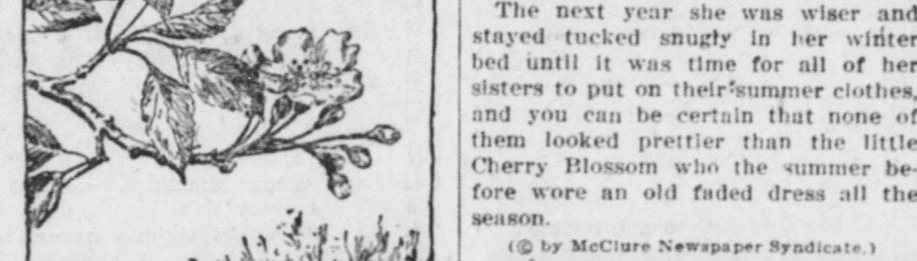 The next year she was wiser and
stayed tucked snugly in her winter
bed until it was time for all of her
sisters to put on their summer clothes,
and you can be certain that none of
them looked prettier than the little
Cherry Blossom who the summer be-
fore wore an old faded dress all the
season.
(© by McClure Newspaper Syndicate.)